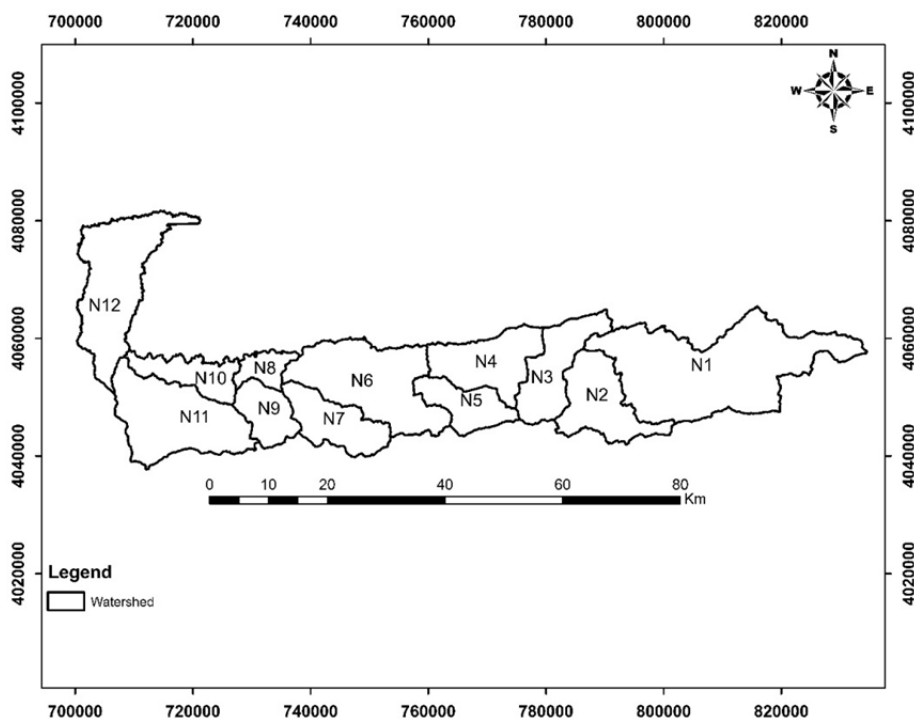 700000 720000 740000 760000 780000 800000 820000
N
W E
S
4100000 4100000
4080000 4080000
4060000 4060000
4040000 4040000
4020000 4020000
N12
N1
N4
N8
N6
N10
N3
N2
N5
N9
N11
N7
0 10 20 40 60 80
Km
Legend
Watershed
700000 720000 740000 760000 780000 800000 820000